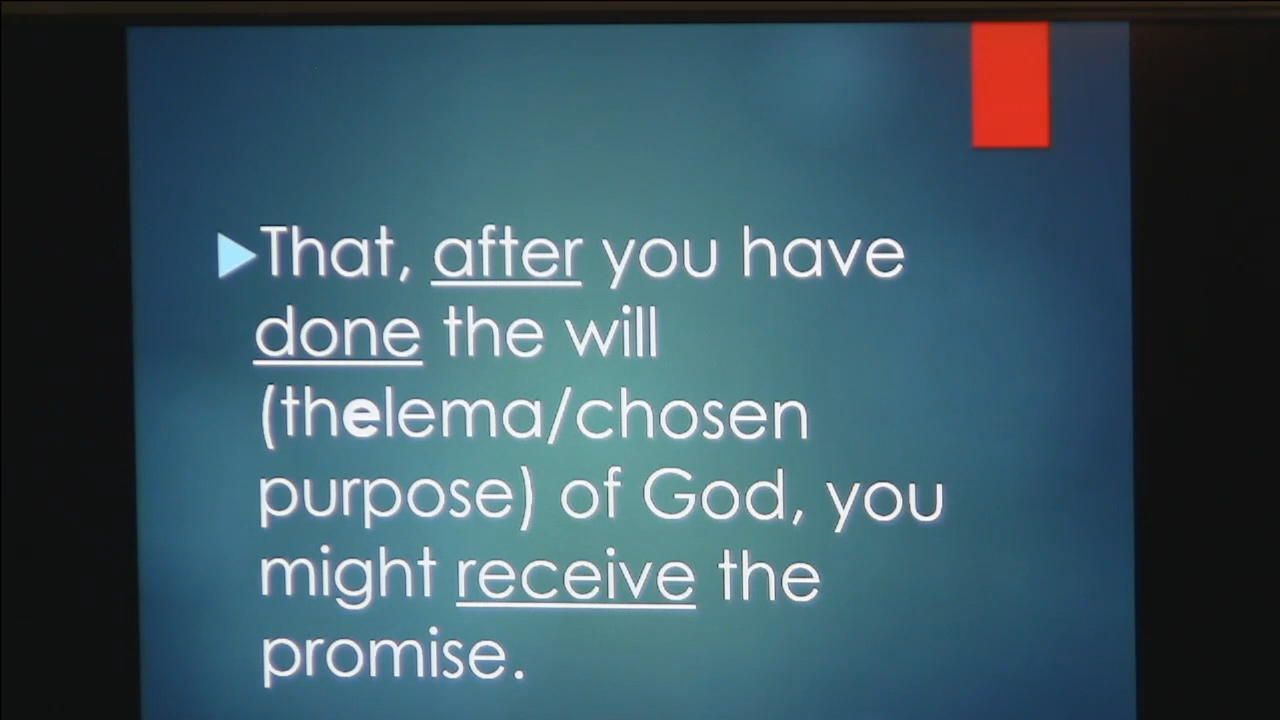 That, after you have
done the will
(thelema/chosen
purpose) of God, you
might receive the
promise.